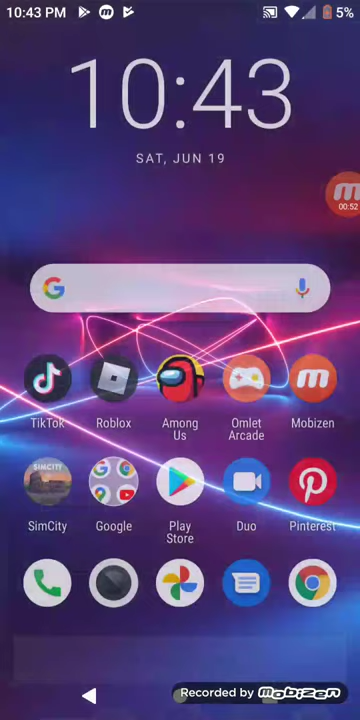 10:43 PM
5%
10:43
SAT, JUN 19
00:52
TikTok
Roblox
Among Us
Omlet Arcade
Mobizen
SIMCITY
SimCity
Google
Play Store
Duo
Pinterest
Recorded by mobizen